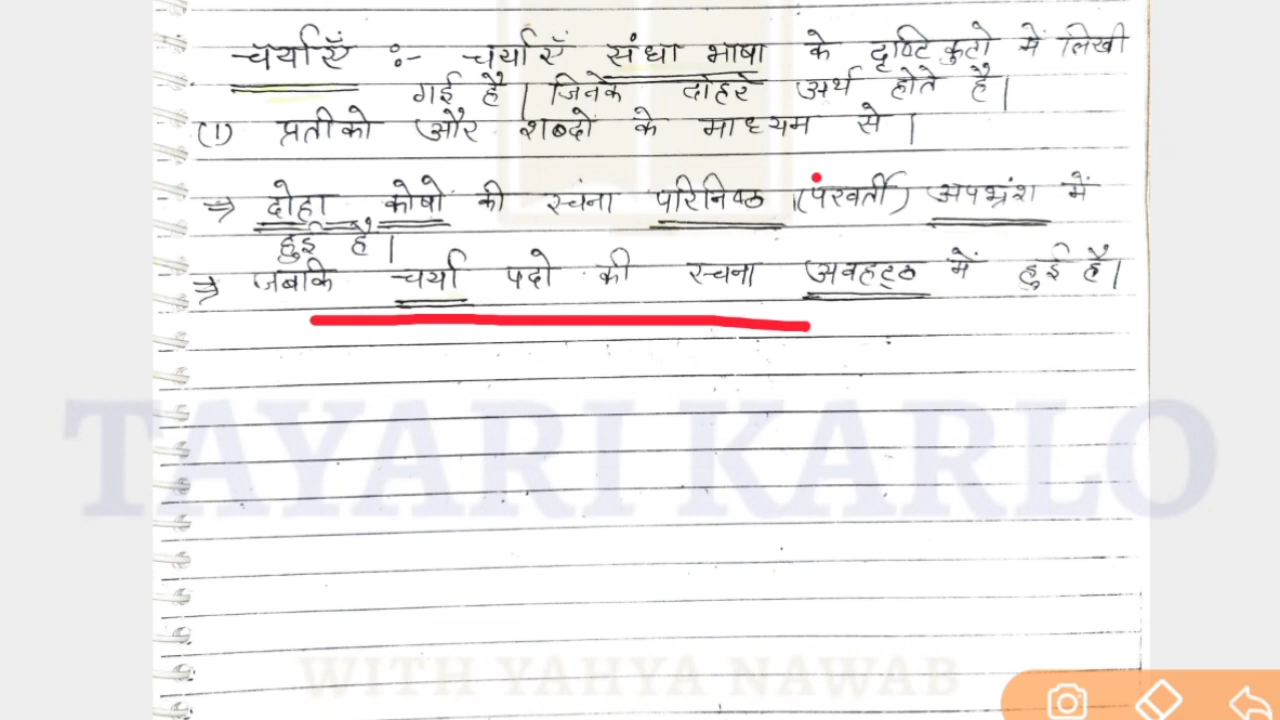 चर्याएँ :- चर्याएँ संधा भाषा के दृष्टिकुटो में लिखी
गई है | जिनके दोहरे अर्थ होते है |
(1) प्रतीको और शब्दों के माध्यम से |
⇒ दोहा कोषो की रचंना परिनिष्ठ (परवर्ती) अपभ्रंश में
हुई है |
⇒ जबकि चर्या पदो की रचना अवहट्ठ में हुई है |
TAYARI KARLO
WITH YAHYA NAWAB